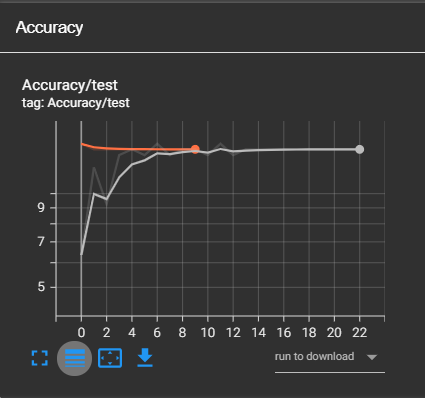 Accuracy
Accuracy/test
tag: Accuracy/test
9
7
5
0 2 4 6 8 10 12 14 16 18 20 22
run to download